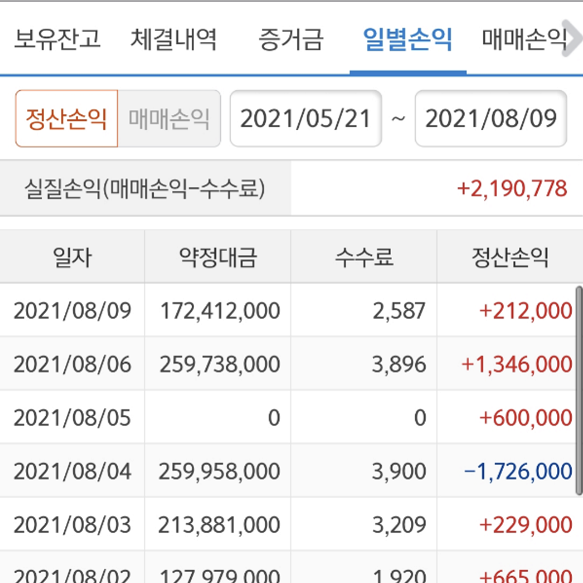 보유잔고 체결내역 증거금 일별손익 매매손익
정산손익 매매손익 2021/05/21 ~ 2021/08/09
실질손익(매매손익-수수료) +2,190,778
일자 약정대금 수수료 정산손익
2021/08/09 172,412,000 2,587 +212,000
2021/08/06 259,738,000 3,896 +1,346,000
2021/08/05 0 0 +600,000
2021/08/04 259,958,000 3,900 -1,726,000
2021/08/03 213,881,000 3,209 +229,000
2021/08/02 127,979,000 1,920 +665,000